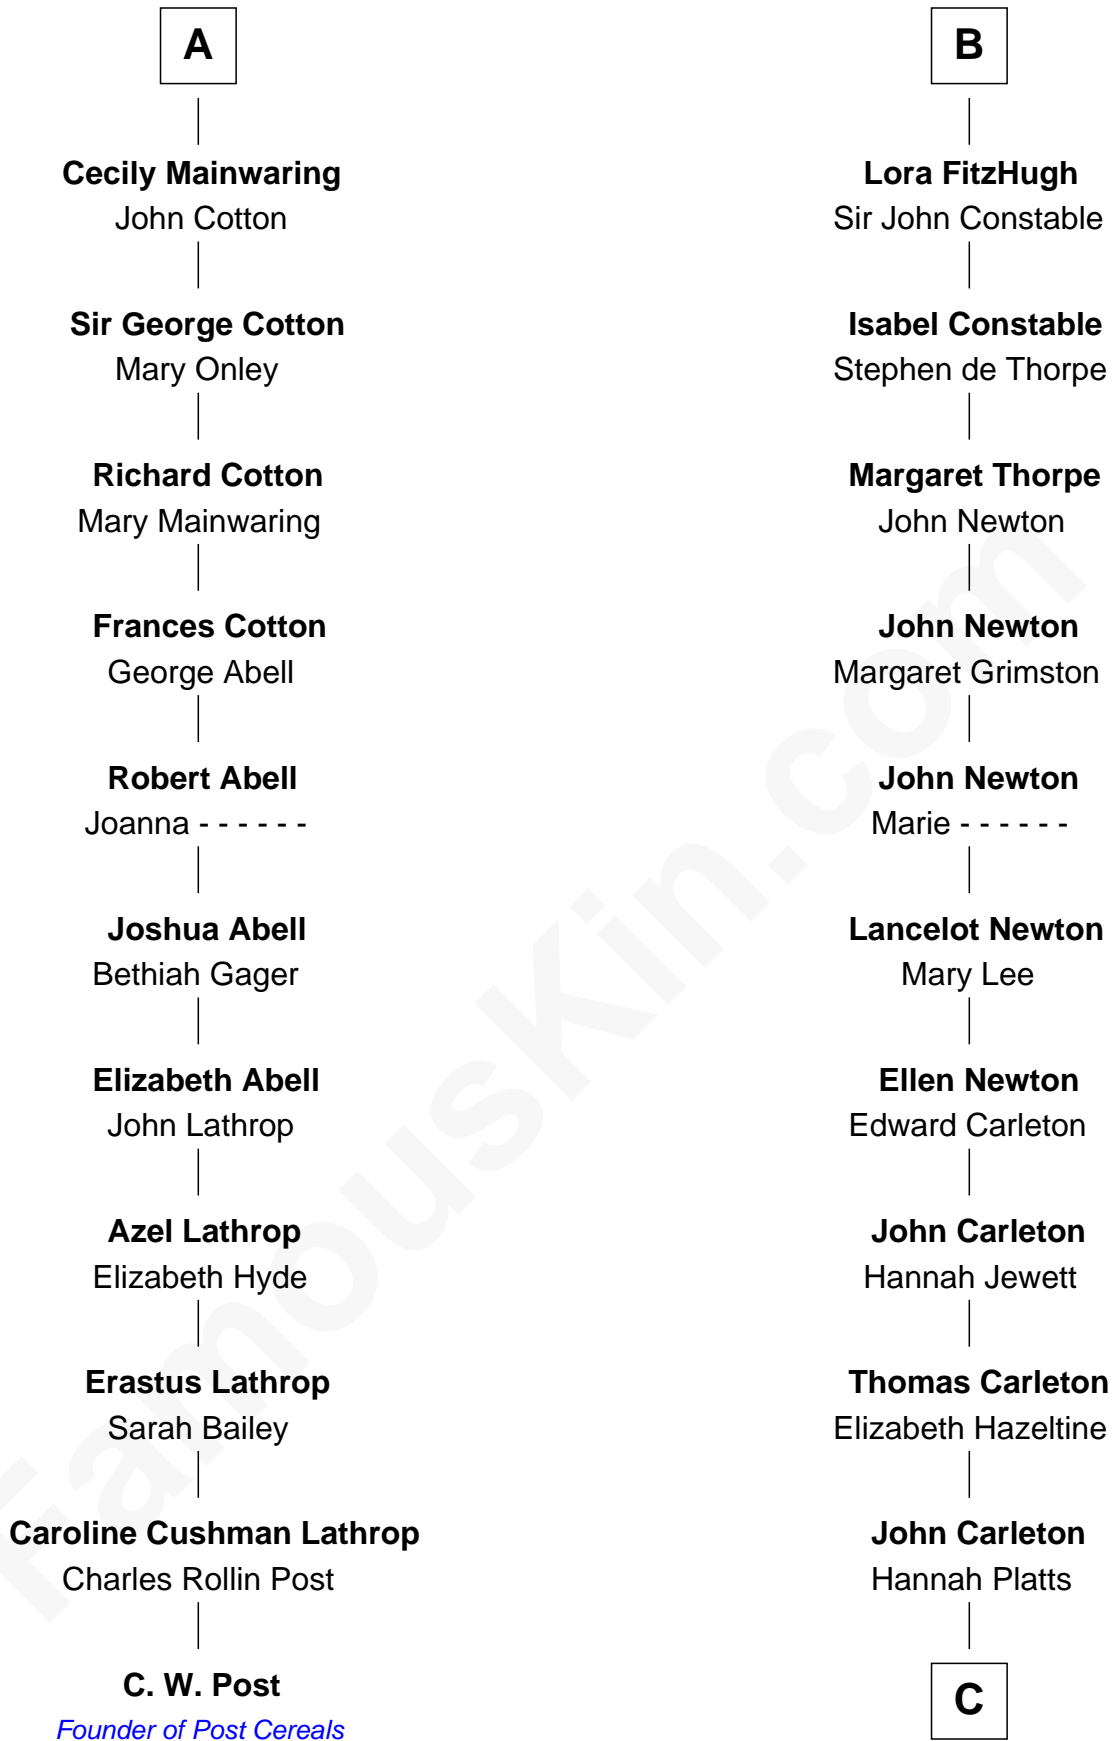 A
Cecily Mainwaring
John Cotton
Sir George Cotton
Mary Onley
Richard Cotton
Mary Mainwaring
Frances Cotton
George Abell
Robert Abell
Joanna - - - - - -
Joshua Abell
Bethiah Gager
Elizabeth Abell
John Lathrop
Azel Lathrop
Elizabeth Hyde
Erastus Lathrop
Sarah Bailey
Caroline Cushman Lathrop
Charles Rollin Post
C. W. Post
Founder of Post Cereals
B
Lora FitzHugh
Sir John Constable
Isabel Constable
Stephen de Thorpe
Margaret Thorpe
John Newton
John Newton
Margaret Grimston
John Newton
Marie - - - - - -
Lancelot Newton
Mary Lee
Ellen Newton
Edward Carleton
John Carleton
Hannah Jewett
Thomas Carleton
Elizabeth Hazeltine
John Carleton
Hannah Platts
C
FamousKin.com